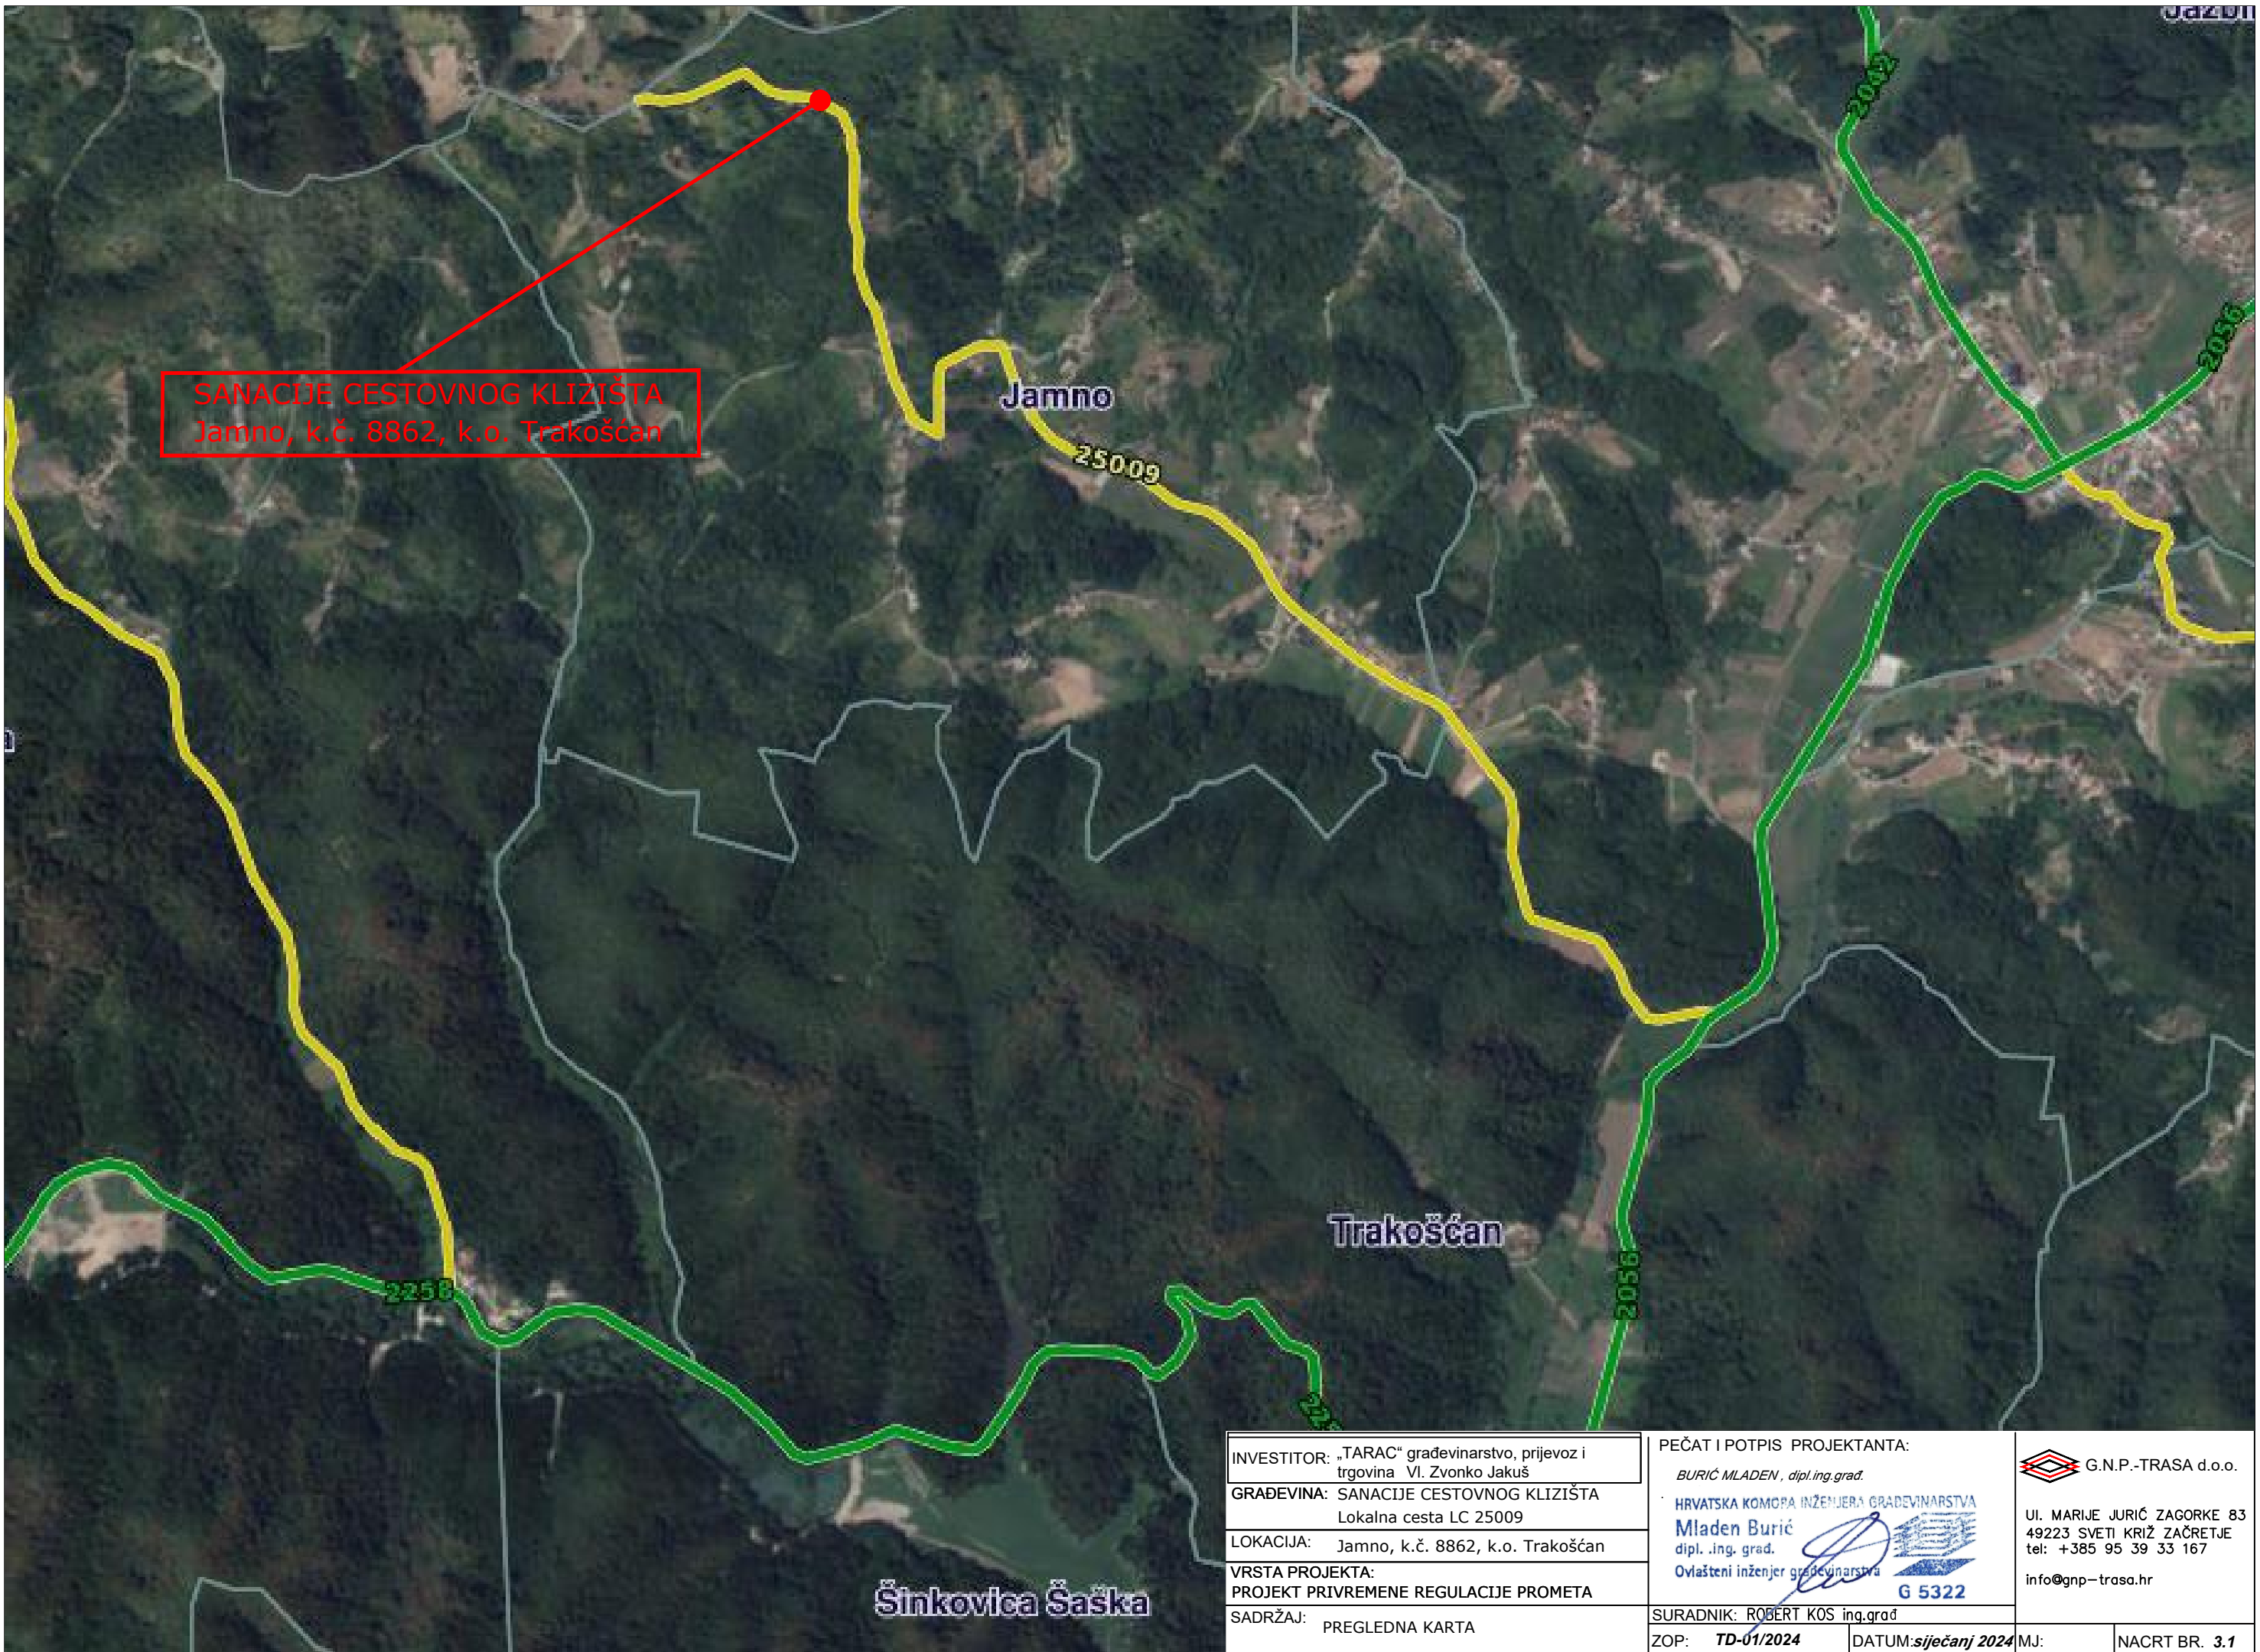 2042
2056
SANACIJE CESTOVNOG KLIZIŠTA
Jamno, k.č. 8862, k.o. Trakošćan
Jamno
25009
Trakošćan
2258
2056
Šinkovica Šaška
INVESTITOR: „TARAC“ građevinarstvo, prijevoz i
trgovina Vl. Zvonko Jakuš
GRAĐEVINA: SANACIJE CESTOVNOG KLIZIŠTA
Lokalna cesta LC 25009
LOKACIJA: Jamno, k.č. 8862, k.o. Trakošćan
VRSTA PROJEKTA:
PROJEKT PRIVREMENE REGULACIJE PROMETA
SADRŽAJ: PREGLEDNA KARTA
PEČAT I POTPIS PROJEKTANTA:
BURIĆ MLADEN , dipl.ing.građ.
HRVATSKA KOMORA INŽENJERA GRAĐEVINARSTVA
Mladen Burić
dipl. .ing. građ.
Ovlašteni inženjer građevinarstva
G 5322
SURADNIK: ROBERT KOS ing.građ
ZOP: TD-01/2024
DATUM:siječanj 2024
MJ:
NACRT BR. 3.1
G.N.P.-TRASA d.o.o.
Ul. MARIJE JURIĆ ZAGORKE 83
49223 SVETI KRIŽ ZAČRETJE
tel: +385 95 39 33 167
info@gnp-trasa.hr